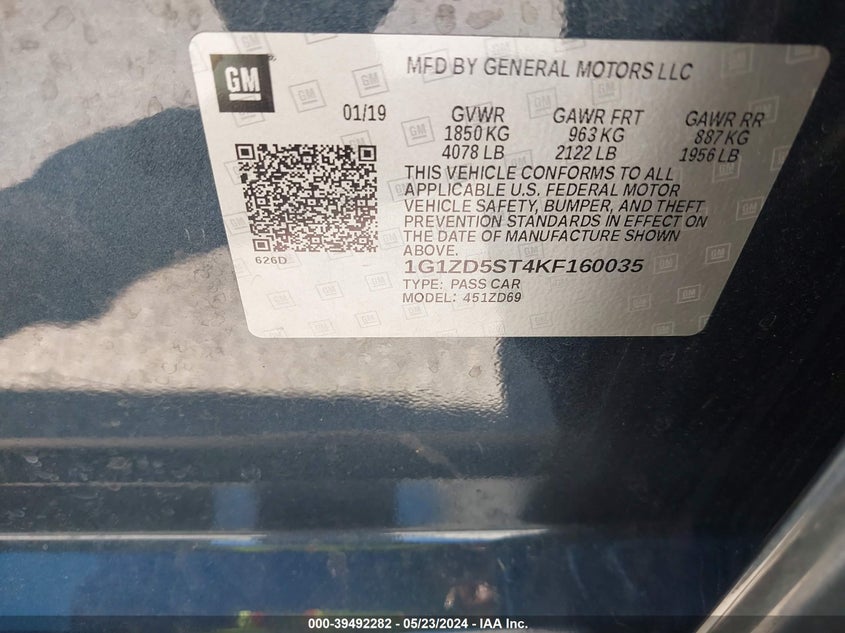 GM
MFD BY GENERAL MOTORS LLC
01/19
GVWR GAWR FRT GAWR RR
1850 KG 963 KG 887 KG
4078 LB 2122 LB 1956 LB
THIS VEHICLE CONFORMS TO ALL
APPLICABLE U.S. FEDERAL MOTOR
VEHICLE SAFETY, BUMPER, AND THEFT
PREVENTION STANDARDS IN EFFECT ON
THE DATE OF MANUFACTURE SHOWN
ABOVE.
626D
1G1ZD5ST4KF160035
TYPE: PASS CAR
MODEL: 451ZD69
000-39492282 - 05/23/2024 - IAA Inc.